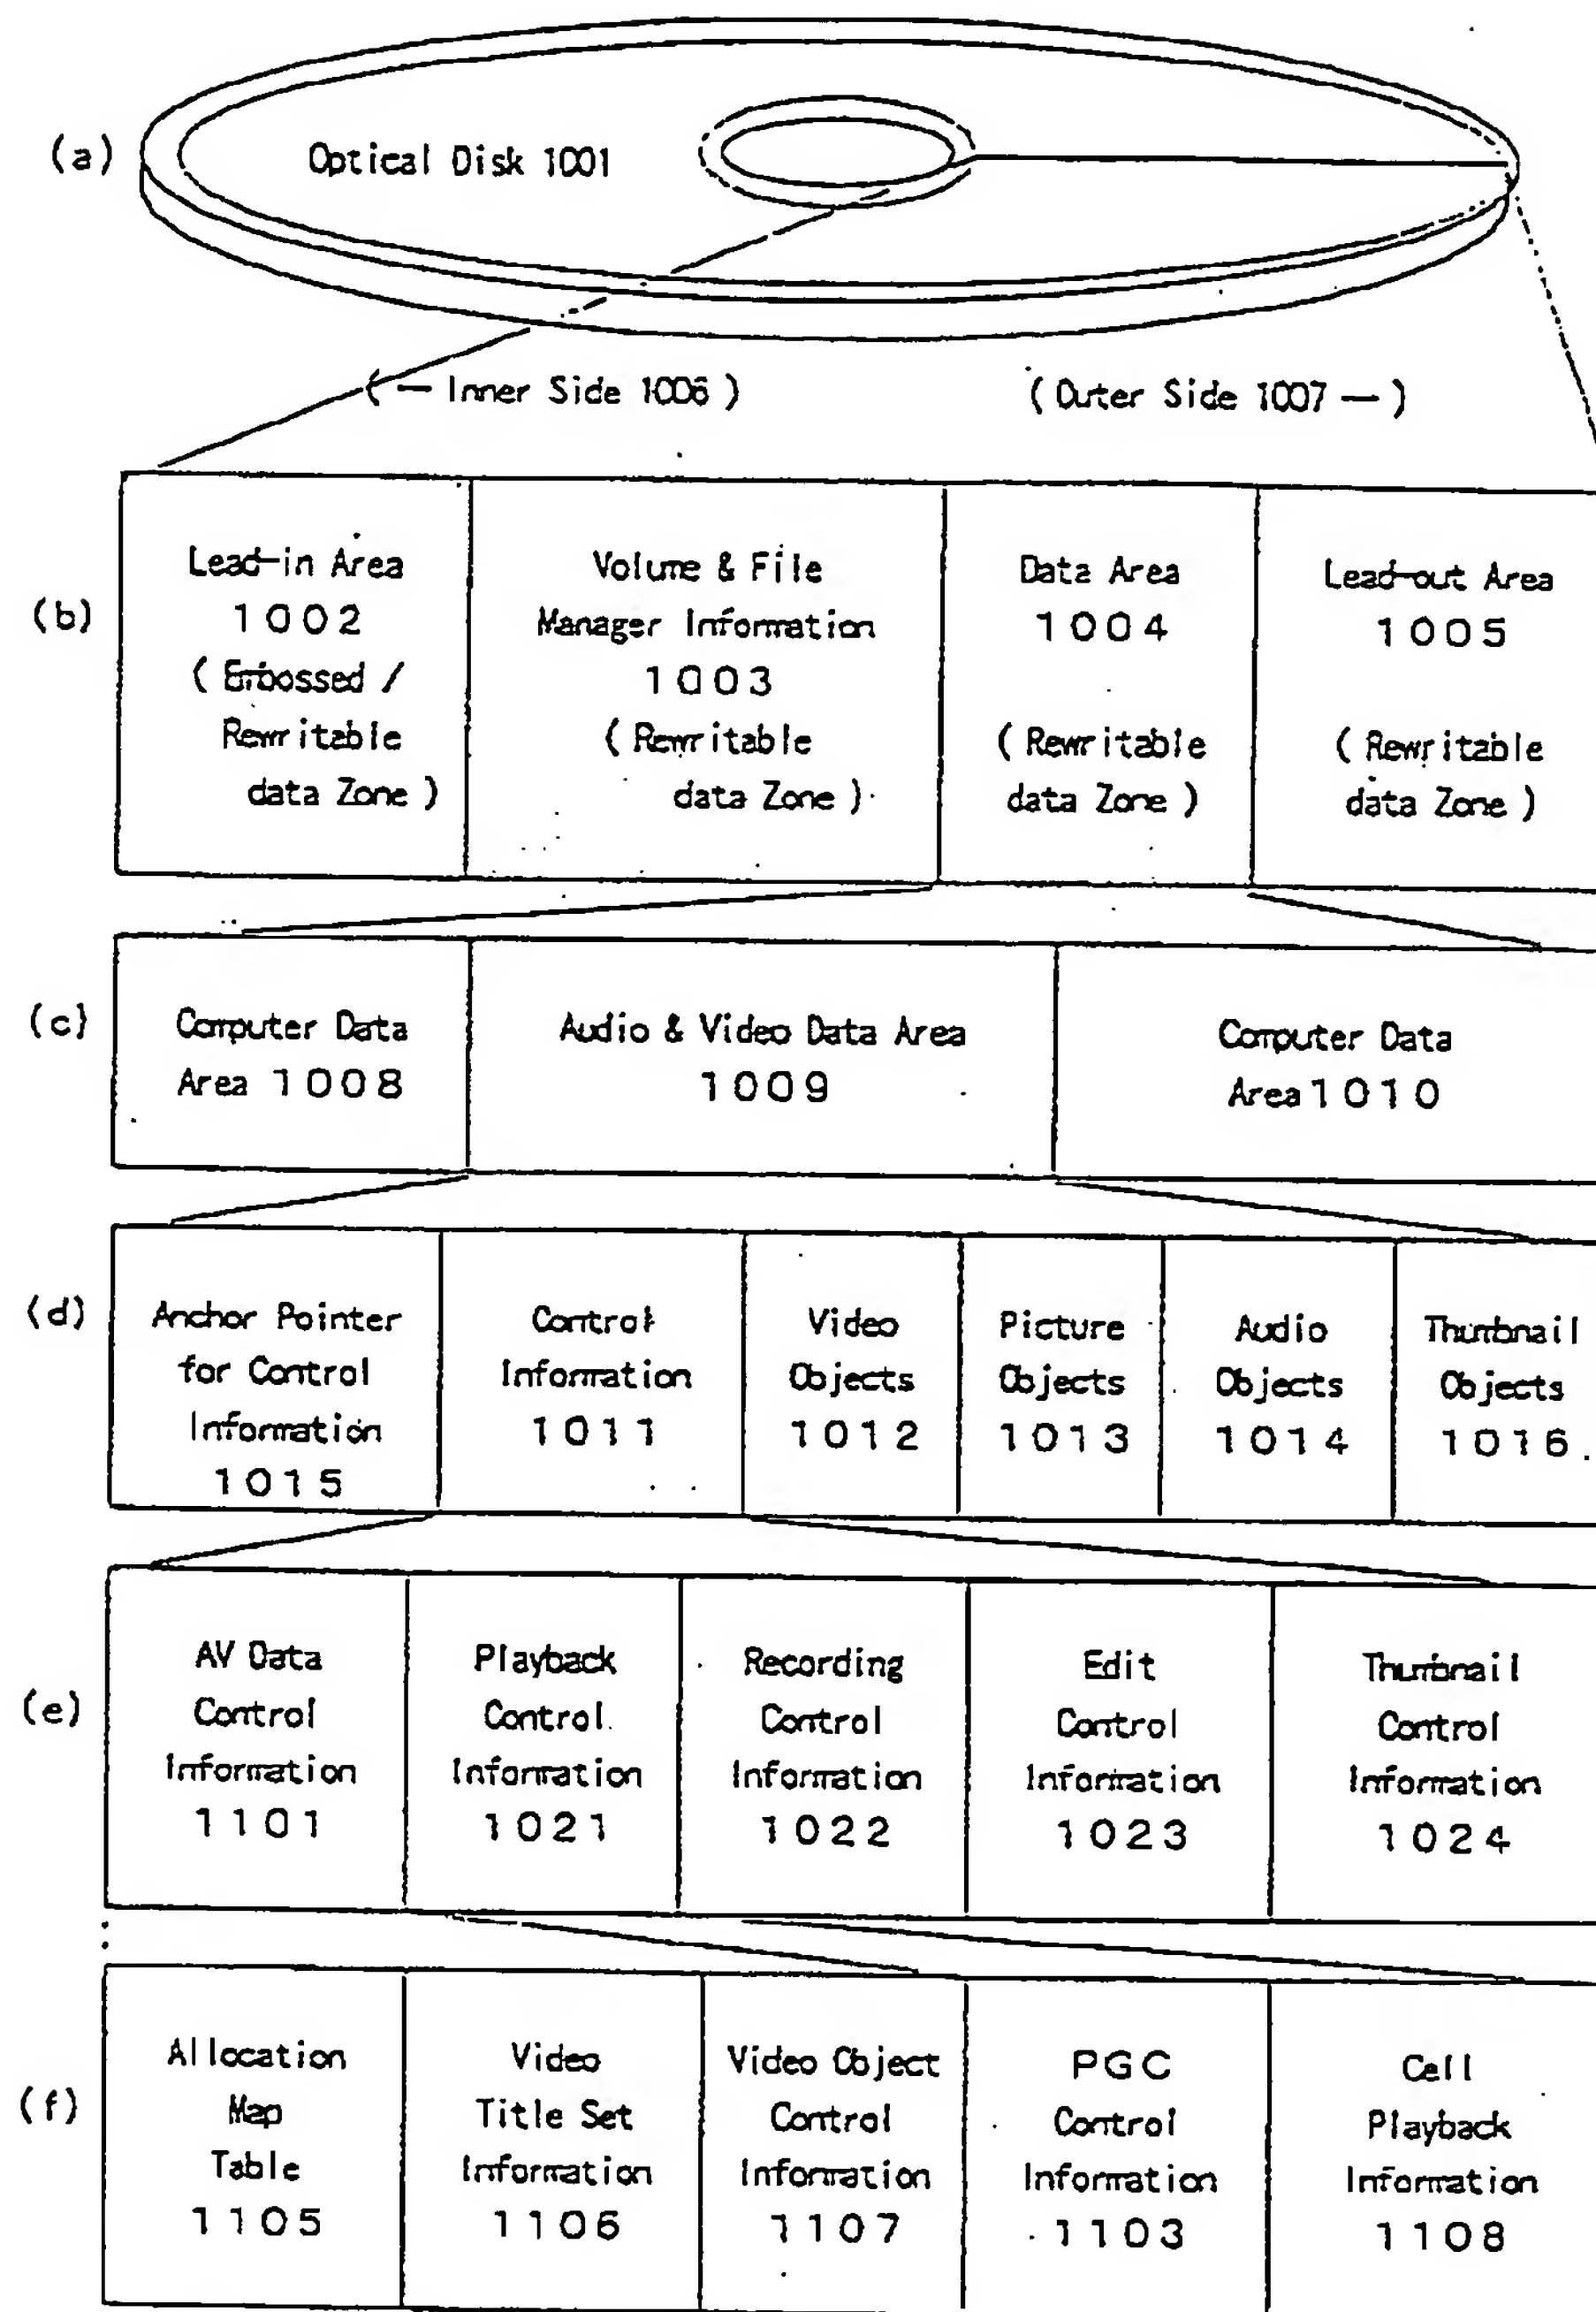 (a)
Optical Disk 1001
( — Inner Side 1006 )
( Outer Side 1007 — )
(b)
Lead-in Area
1002
( Embossed /
Rewritable
data Zone )
Volume & File
Manager Information
1003
( Rewritable
data Zone )
Data Area
1004
( Rewritable
data Zone )
Lead-out Area
1005
( Rewritable
data Zone )
(c)
Computer Data
Area 1008
Audio & Video Data Area
1009
Computer Data
Area 1010
(d)
Anchor Pointer
for Control
Information
1015
Control
Information
1011
Video
Objects
1012
Picture
Objects
1013
Audio
Objects
1014
Thumbnail
Objects
1016
(e)
AV Data
Control
Information
1101
Playback
Control
Information
1021
Recording
Control
Information
1022
Edit
Control
Information
1023
Thumbnail
Control
Information
1024
(f)
Allocation
Map
Table
1105
Video
Title Set
Information
1106
Video Object
Control
Information
1107
PGC
Control
Information
1103
Cell
Playback
Information
1108